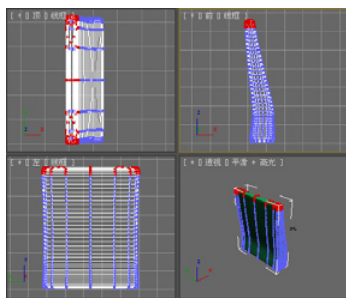 [ + 0 顶 0 线框 ]
[ + 0 前 0 线框 ]
[ + 0 左 0 线框 ]
[ + 0 透视 0 平滑 + 高光 ]